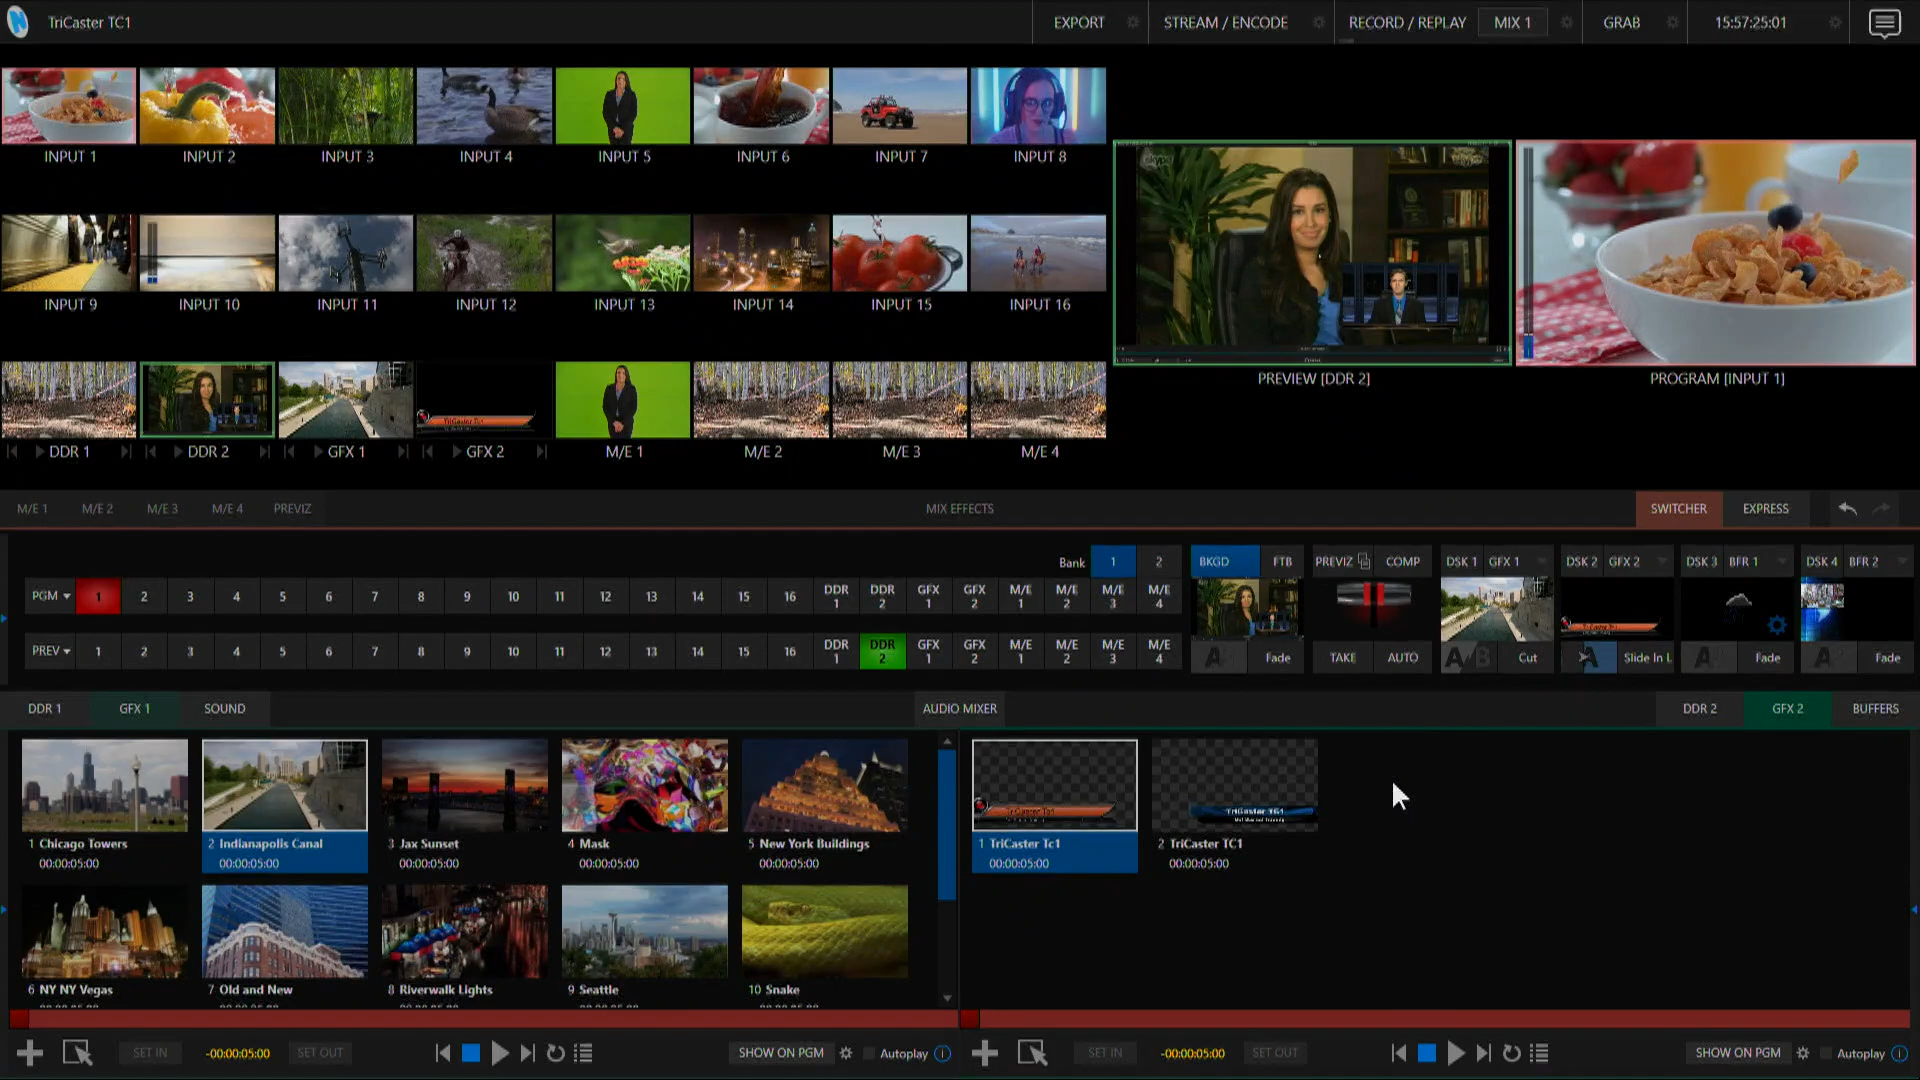 TriCaster TC1
EXPORT
STREAM / ENCODE
RECORD / REPLAY
MIX 1
GRAB
15:57:25:01
INPUT 1
INPUT 2
INPUT 3
INPUT 4
INPUT 5
INPUT 6
INPUT 7
INPUT 8
INPUT 9
INPUT 10
INPUT 11
INPUT 12
INPUT 13
INPUT 14
INPUT 15
INPUT 16
skype
PREVIEW [DDR 2]
PROGRAM [INPUT 1]
DDR 1
DDR 2
GFX 1
GFX 2
M/E 1
M/E 2
M/E 3
M/E 4
M/E 1
M/E 2
M/E 3
M/E 4
PREVIZ
MIX EFFECTS
SWITCHER
EXPRESS
Bank 1 2
PGM 1 2 3 4 5 6 7 8 9 10 11 12 13 14 15 16 DDR 1 DDR 2 GFX 1 GFX 2 M/E 1 M/E 2 M/E 3 M/E 4
PREV 1 2 3 4 5 6 7 8 9 10 11 12 13 14 15 16 DDR 1 DDR 2 GFX 1 GFX 2 M/E 1 M/E 2 M/E 3 M/E 4
BKGD FTB
Fade
PREVIZ COMP
TAKE AUTO
DSK 1 GFX 1
A/B Cut
DSK 2 GFX 2
Slide In L
DSK 3 BFR 1
Fade
DSK 4 BFR 2
Fade
DDR 1
GFX 1
SOUND
AUDIO MIXER
DDR 2
GFX 2
BUFFERS
1 Chicago Towers
00:00:05:00
2 Indianapolis Canal
00:00:05:00
3 Jax Sunset
00:00:05:00
4 Mask
00:00:05:00
5 New York Buildings
00:00:05:00
TriCaster Tc1
1 TriCaster Tc1
00:00:05:00
TriCaster TC1
2 TriCaster TC1
00:00:05:00
6 NY NY Vegas
7 Old and New
8 Riverwalk Lights
9 Seattle
10 Snake
SET IN
-00:00:05:00
SET OUT
SHOW ON PGM
Autoplay
SET IN
-00:00:05:00
SET OUT
SHOW ON PGM
Autoplay